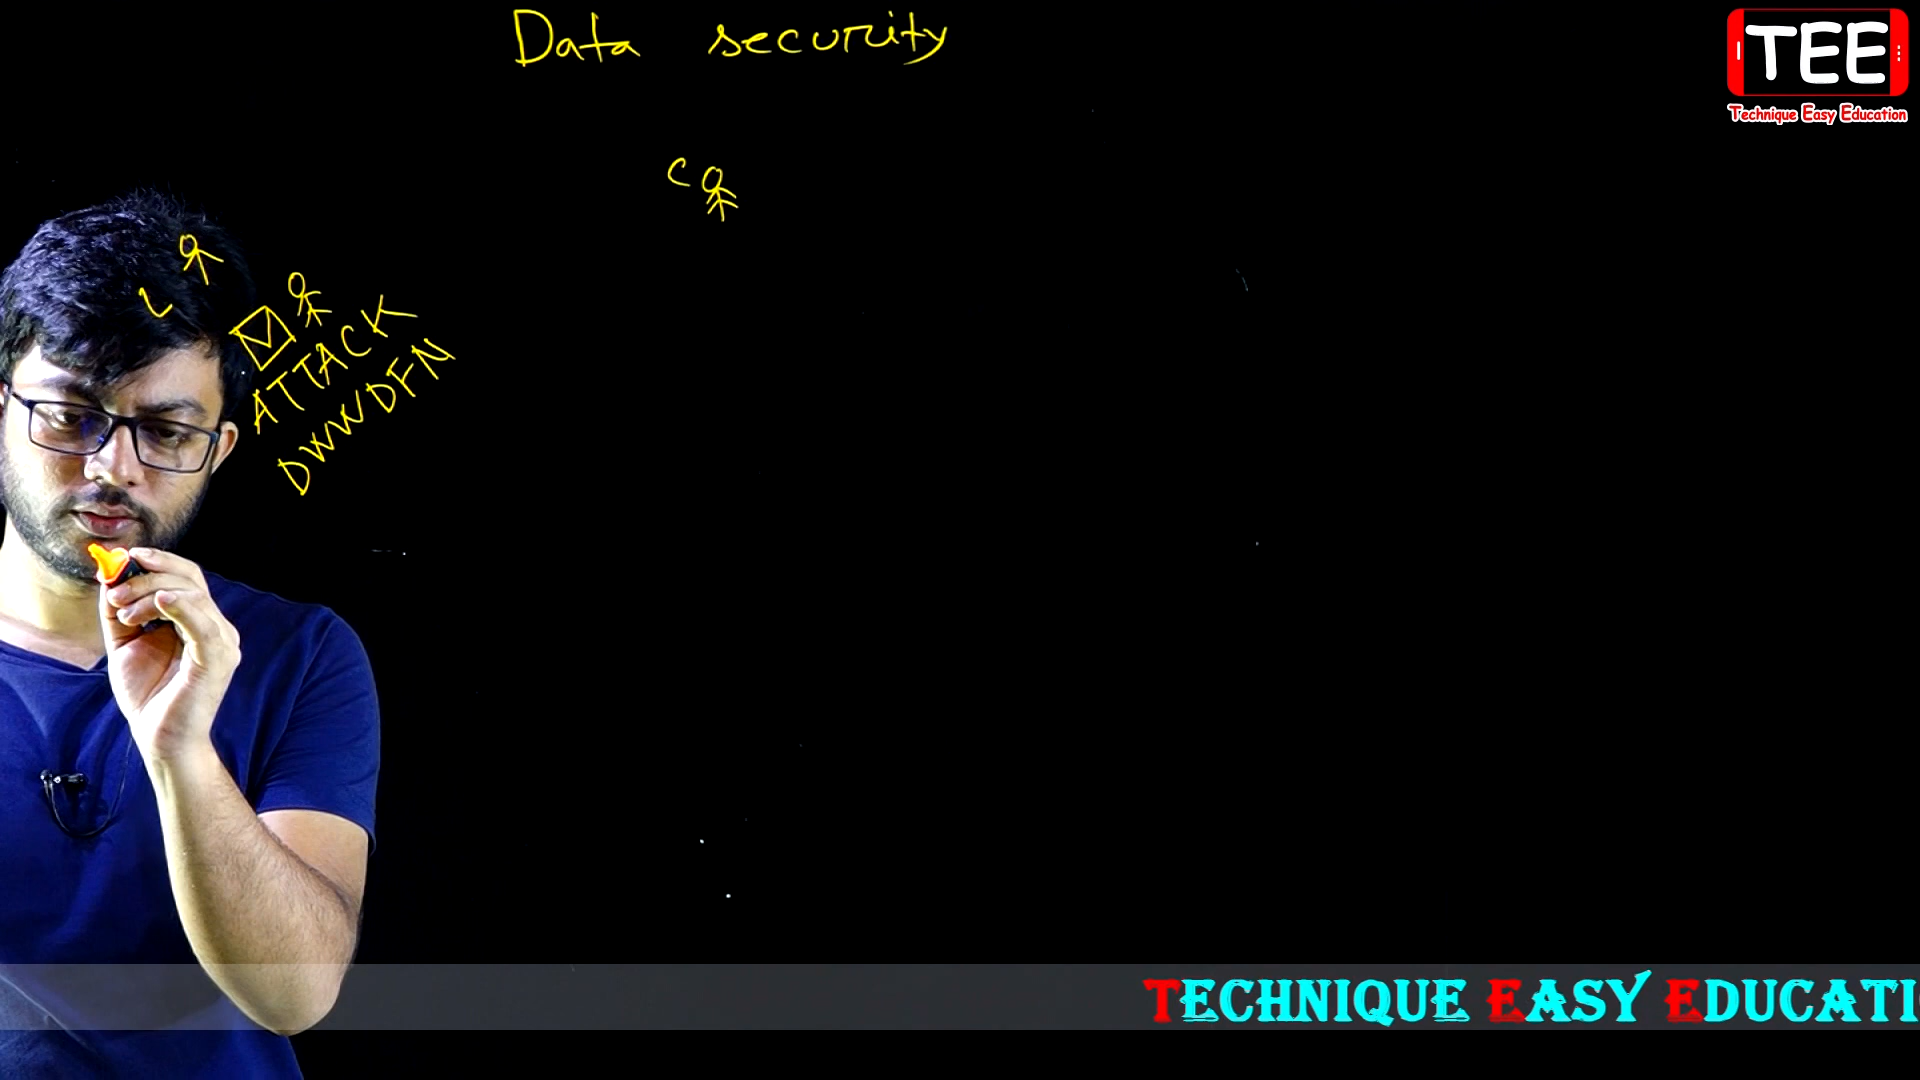 Data security
TEE
Technique Easy Education
C
L
ATTACK
DWWDFN
TECHNIQUE EASY EDUCATI